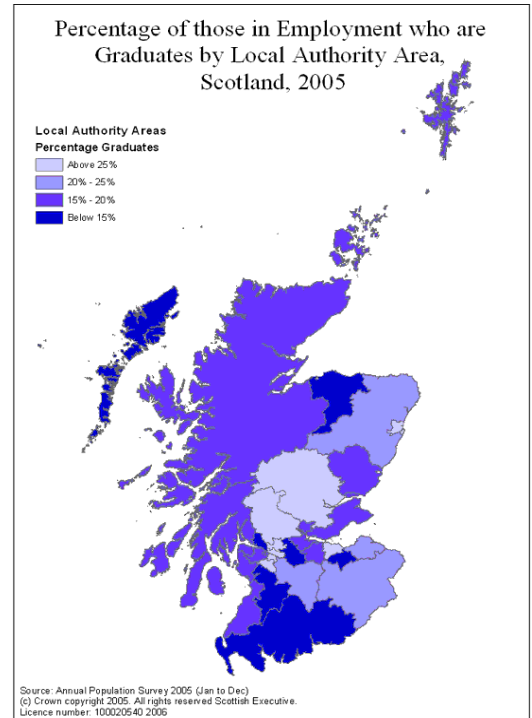 Percentage of those in Employment who are
Graduates by Local Authority Area,
Scotland, 2005
Local Authority Areas
Percentage Graduates
Above 25%
20% - 25%
15% - 20%
Below 15%
Source: Annual Population Survey 2005 (Jan to Dec)
(c) Crown copyright 2005. All rights reserved Scottish Executive.
Licence number: 100020540 2006